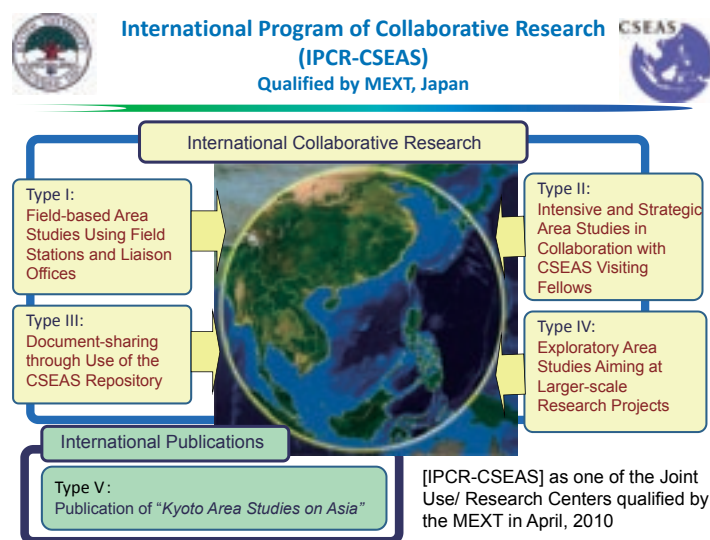 International Program of Collaborative Research
(IPCR-CSEAS)
Qualified by MEXT, Japan
CSEAS
International Collaborative Research
Type I:
Field-based Area
Studies Using Field
Stations and Liaison
Offices
Type II:
Intensive and Strategic
Area Studies in
Collaboration with
CSEAS Visiting
Fellows
Type III:
Document-sharing
through Use of the
CSEAS Repository
Type IV:
Exploratory Area
Studies Aiming at
Larger-scale
Research Projects
International Publications
Type V:
Publication of “Kyoto Area Studies on Asia”
[IPCR-CSEAS] as one of the Joint
Use/ Research Centers qualified by
the MEXT in April, 2010